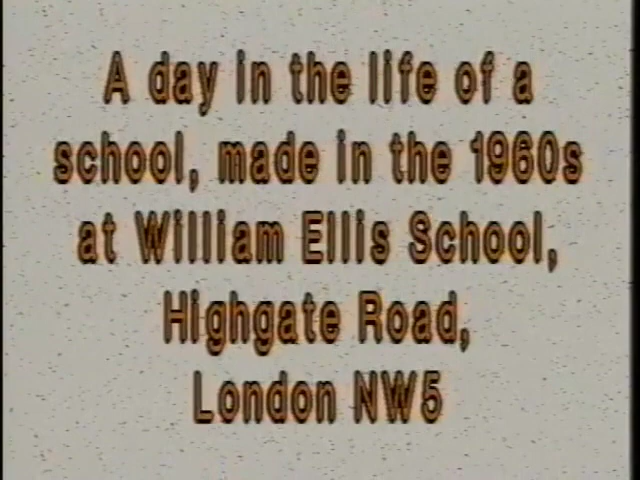 A day in the life of a
school, made in the 1960s
at William Ellis School,
Highgate Road,
London NW5